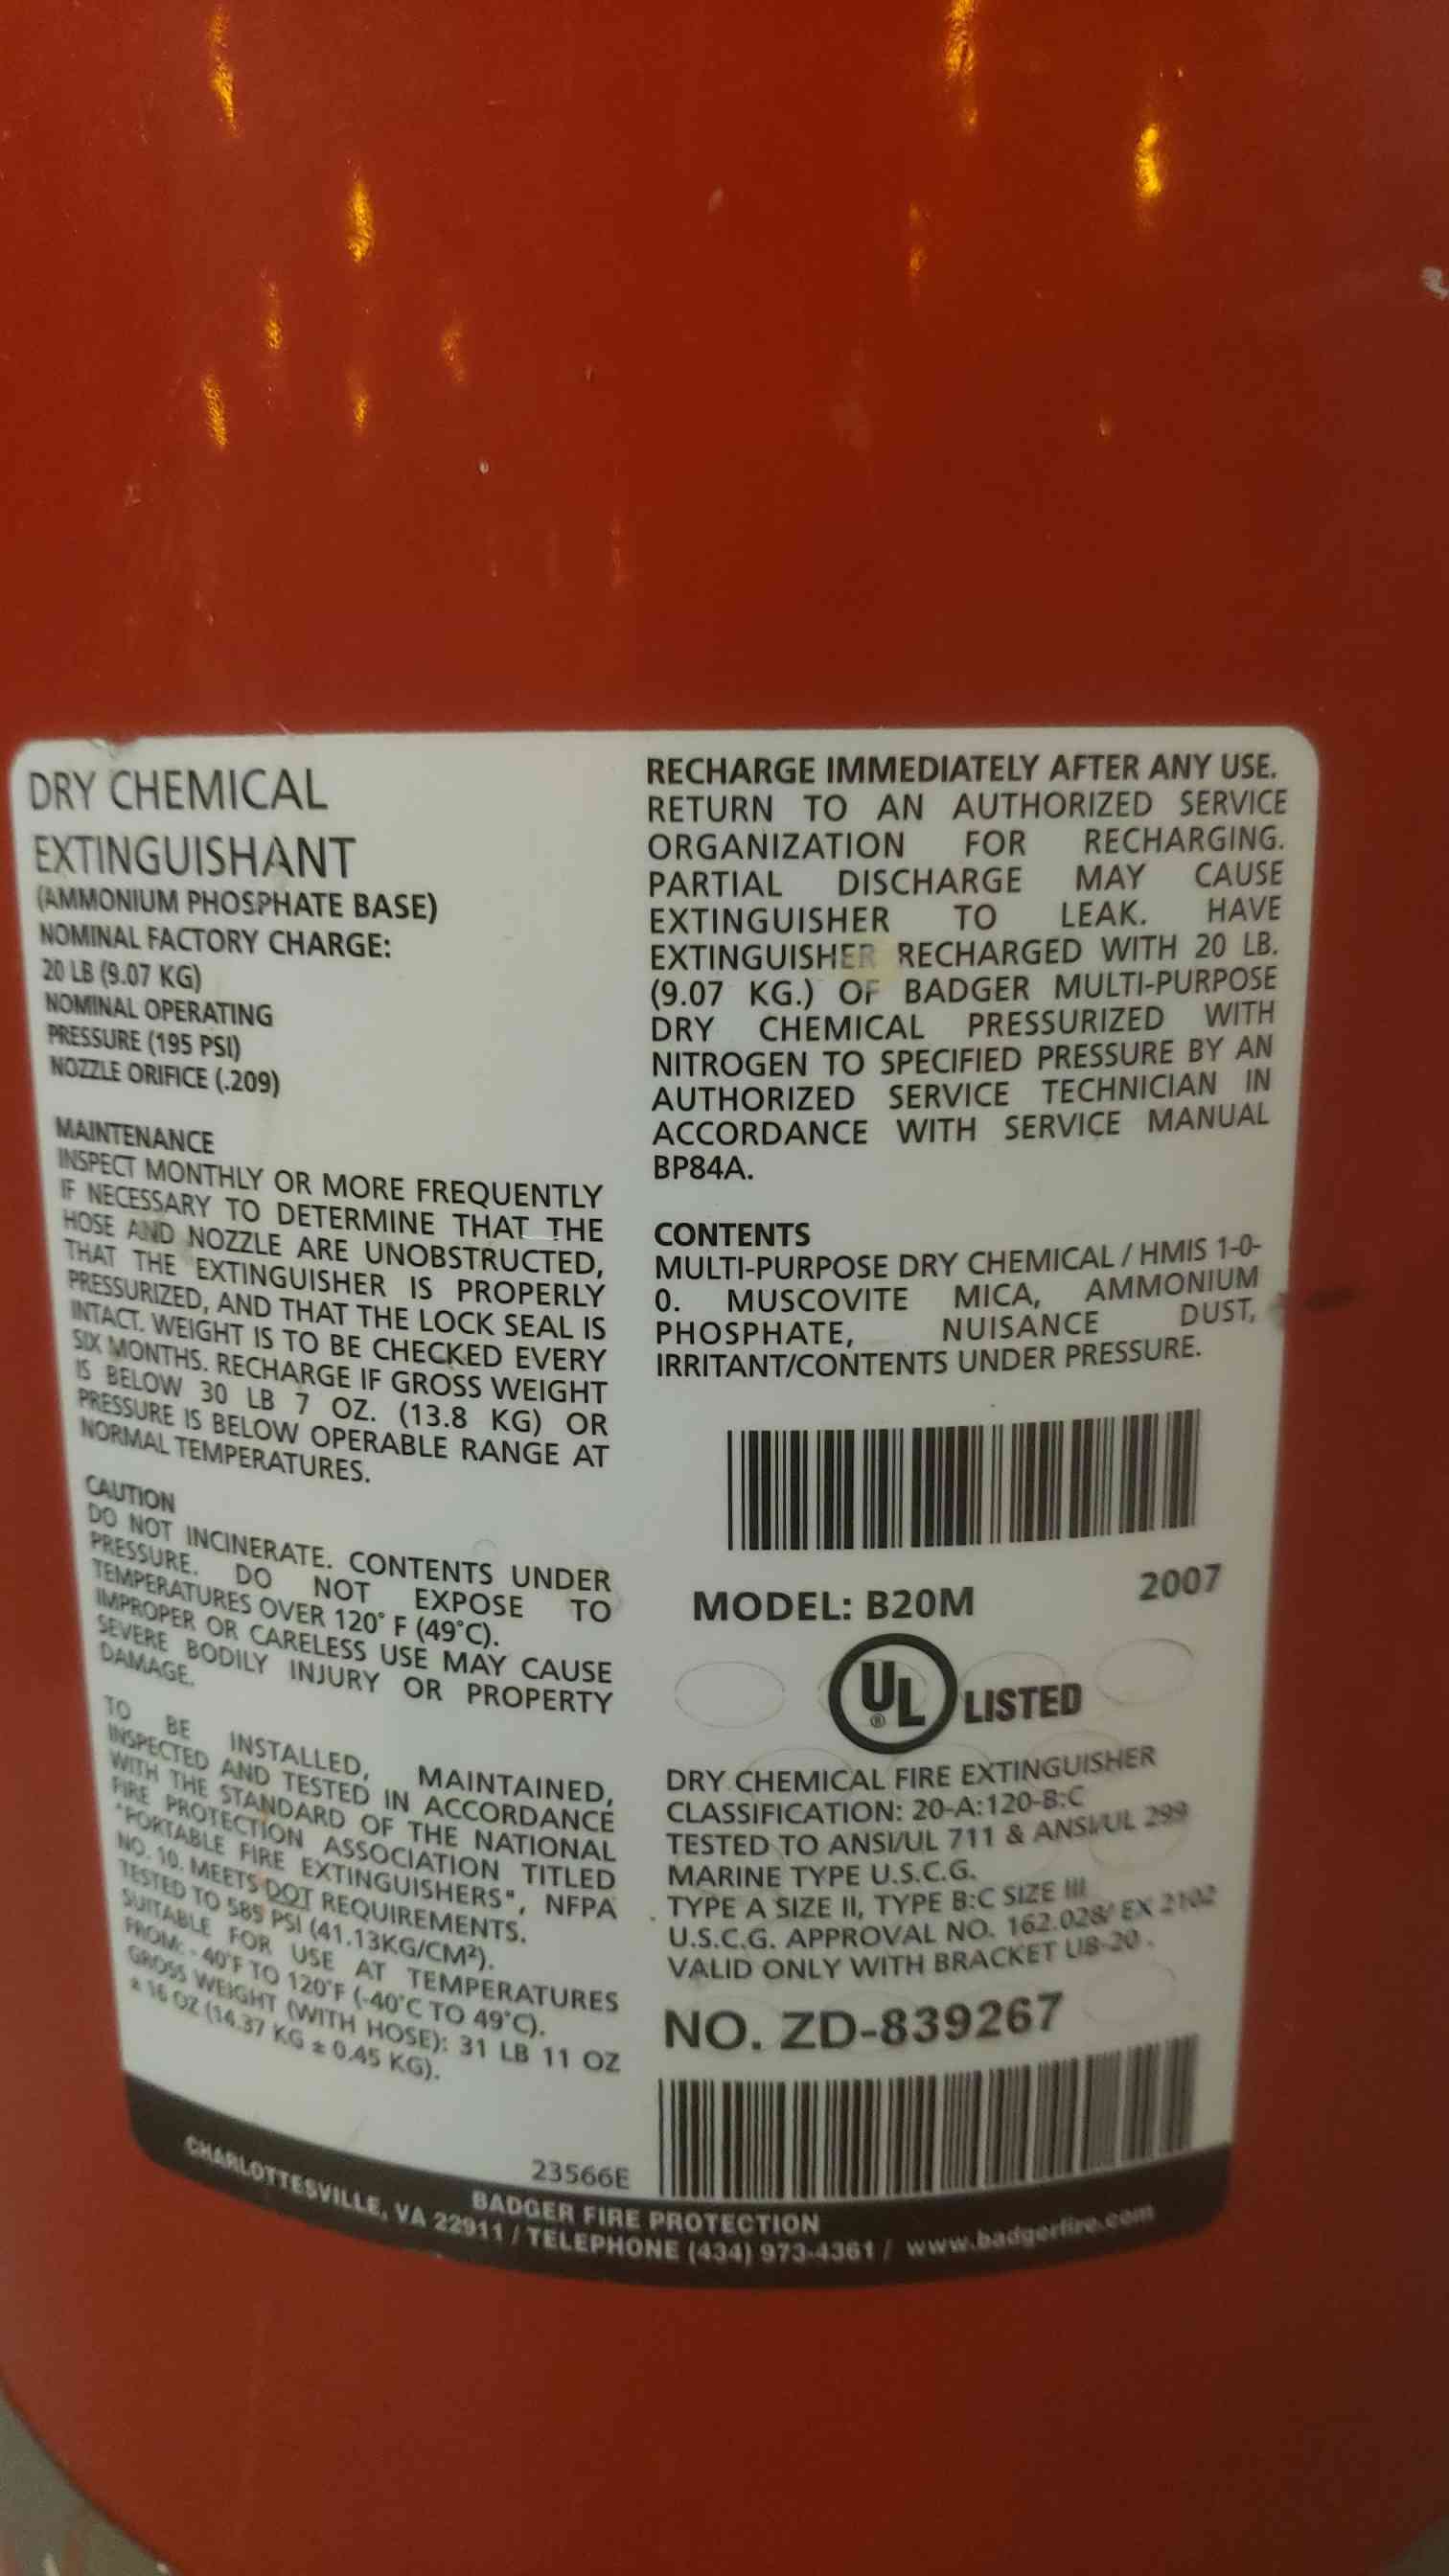 DRY CHEMICAL
EXTINGUISHANT
(AMMONIUM PHOSPHATE BASE)
NOMINAL FACTORY CHARGE:
20 LB (9.07 KG)
NOMINAL OPERATING
PRESSURE (195 PSI)
NOZZLE ORIFICE (.209)
MAINTENANCE
INSPECT MONTHLY OR MORE FREQUENTLY
IF NECESSARY TO DETERMINE THAT THE
HOSE AND NOZZLE ARE UNOBSTRUCTED,
THAT THE EXTINGUISHER IS PROPERLY
PRESSURIZED, AND THAT THE LOCK SEAL IS
INTACT. WEIGHT IS TO BE CHECKED EVERY
SIX MONTHS. RECHARGE IF GROSS WEIGHT
IS BELOW 30 LB 7 OZ. (13.8 KG) OR
PRESSURE IS BELOW OPERABLE RANGE AT
NORMAL TEMPERATURES.
CAUTION
DO NOT INCINERATE. CONTENTS UNDER
PRESSURE. DO NOT EXPOSE TO
TEMPERATURES OVER 120° F (49°C).
IMPROPER OR CARELESS USE MAY CAUSE
SEVERE BODILY INJURY OR PROPERTY
DAMAGE.
TO BE INSTALLED, MAINTAINED,
INSPECTED AND TESTED IN ACCORDANCE
WITH THE STANDARD OF THE NATIONAL
FIRE PROTECTION ASSOCIATION TITLED
"PORTABLE FIRE EXTINGUISHERS", NFPA
NO. 10. MEETS DOT REQUIREMENTS.
TESTED TO 585 PSI (41.13KG/CM²).
SUITABLE FOR USE AT TEMPERATURES
FROM: - 40°F TO 120°F (-40°C TO 49°C).
GROSS WEIGHT (WITH HOSE): 31 LB 11 OZ
± 16 OZ (14.37 KG ± 0.45 KG).
23566E
RECHARGE IMMEDIATELY AFTER ANY USE.
RETURN TO AN AUTHORIZED SERVICE
ORGANIZATION FOR RECHARGING.
PARTIAL DISCHARGE MAY CAUSE
EXTINGUISHER TO LEAK. HAVE
EXTINGUISHER RECHARGED WITH 20 LB.
(9.07 KG.) OF BADGER MULTI-PURPOSE
DRY CHEMICAL PRESSURIZED WITH
NITROGEN TO SPECIFIED PRESSURE BY AN
AUTHORIZED SERVICE TECHNICIAN IN
ACCORDANCE WITH SERVICE MANUAL
BP84A.
CONTENTS
MULTI-PURPOSE DRY CHEMICAL / HMIS 1-0-
0. MUSCOVITE MICA, AMMONIUM
PHOSPHATE, NUISANCE DUST,
IRRITANT/CONTENTS UNDER PRESSURE.
MODEL: B20M 2007
UL ® LISTED
DRY CHEMICAL FIRE EXTINGUISHER
CLASSIFICATION: 20-A:120-B:C
TESTED TO ANSI/UL 711 & ANSI/UL 299
MARINE TYPE U.S.C.G.
TYPE A SIZE II, TYPE B:C SIZE III
U.S.C.G. APPROVAL NO. 162.028/ EX 2102
VALID ONLY WITH BRACKET UB-20.
NO. ZD-839267
BADGER FIRE PROTECTION
CHARLOTTESVILLE, VA 22911 / TELEPHONE (434) 973-4361 / www.badgerfire.com